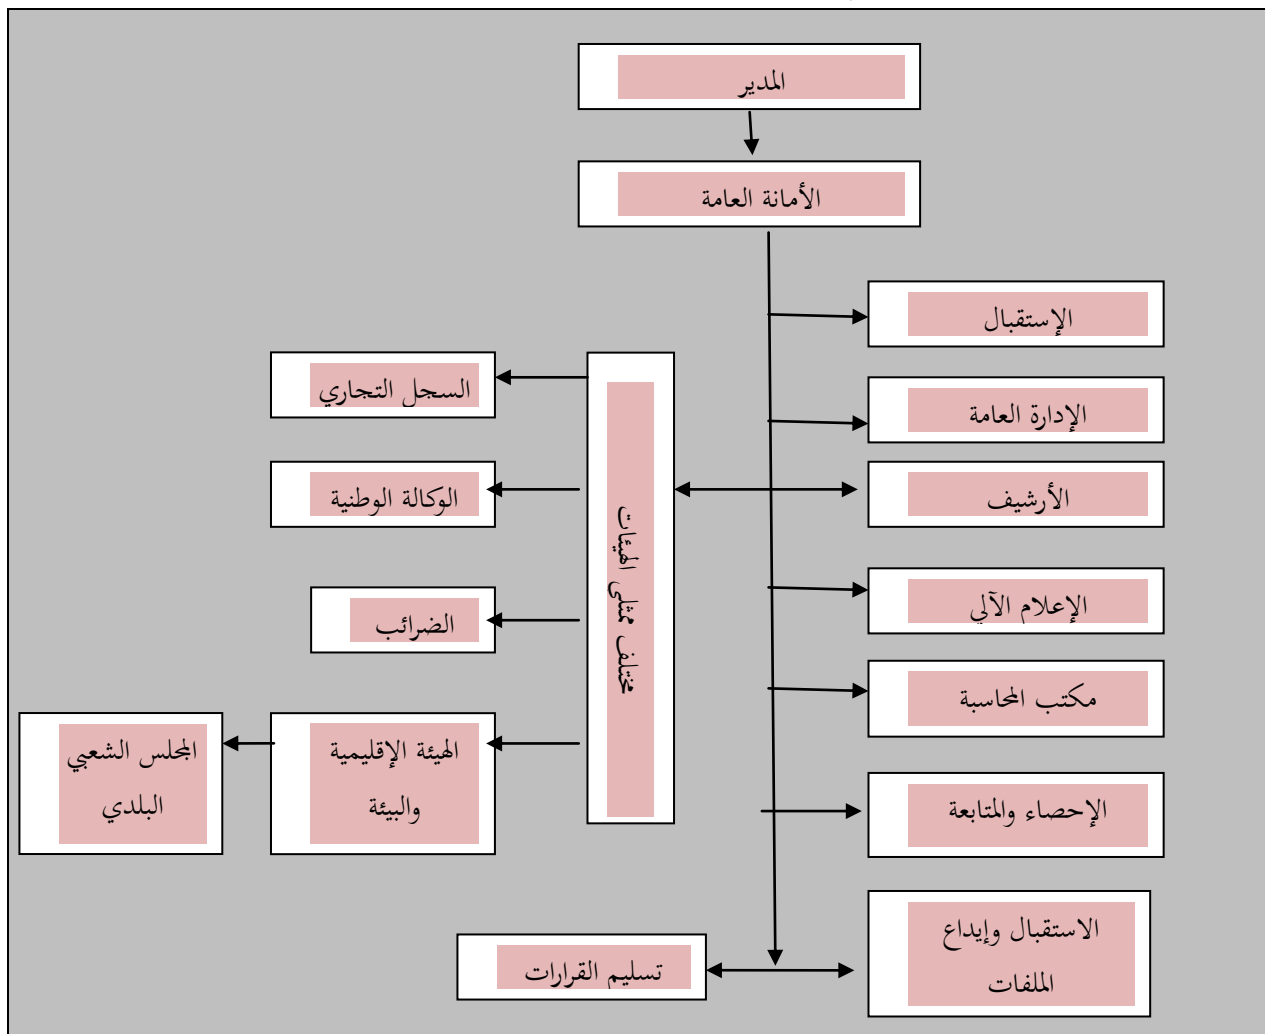 المدير
الأمانة العامة
الإستقبال
السجل التجاري
الإدارة العامة
الوكالة الوطنية
الأرشيف
مختلف ممثلي الهيئات
الإعلام الآلي
الضرائب
مكتب المحاسبة
الهيئة الإقليمية
والبيئة
المجلس الشعبي
البلدي
الإحصاء والمتابعة
الاستقبال وإيداع
الملفات
تسليم القرارات